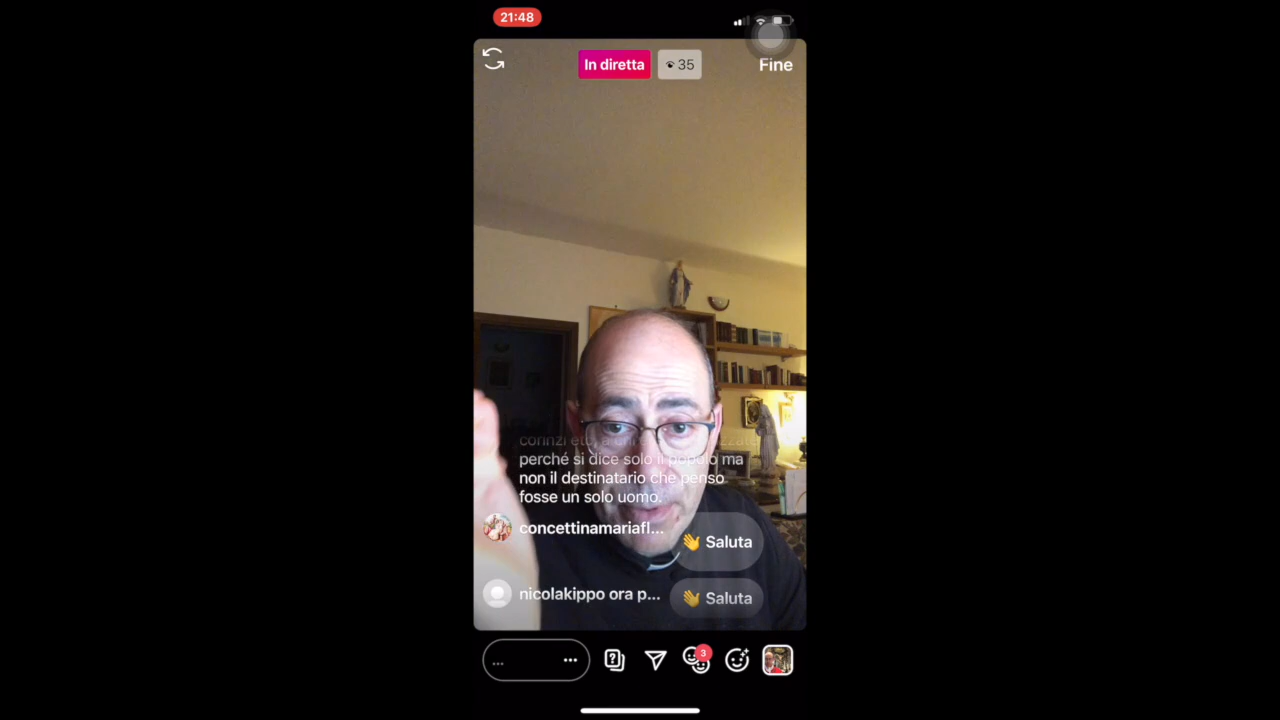 21:48
In diretta
35
Fine
perché si dice solo il popolo ma
non il destinatario che penso
fosse un solo uomo.
concettinamariafl...
👋 Saluta
nicolakippo ora p...
👋 Saluta
...
3